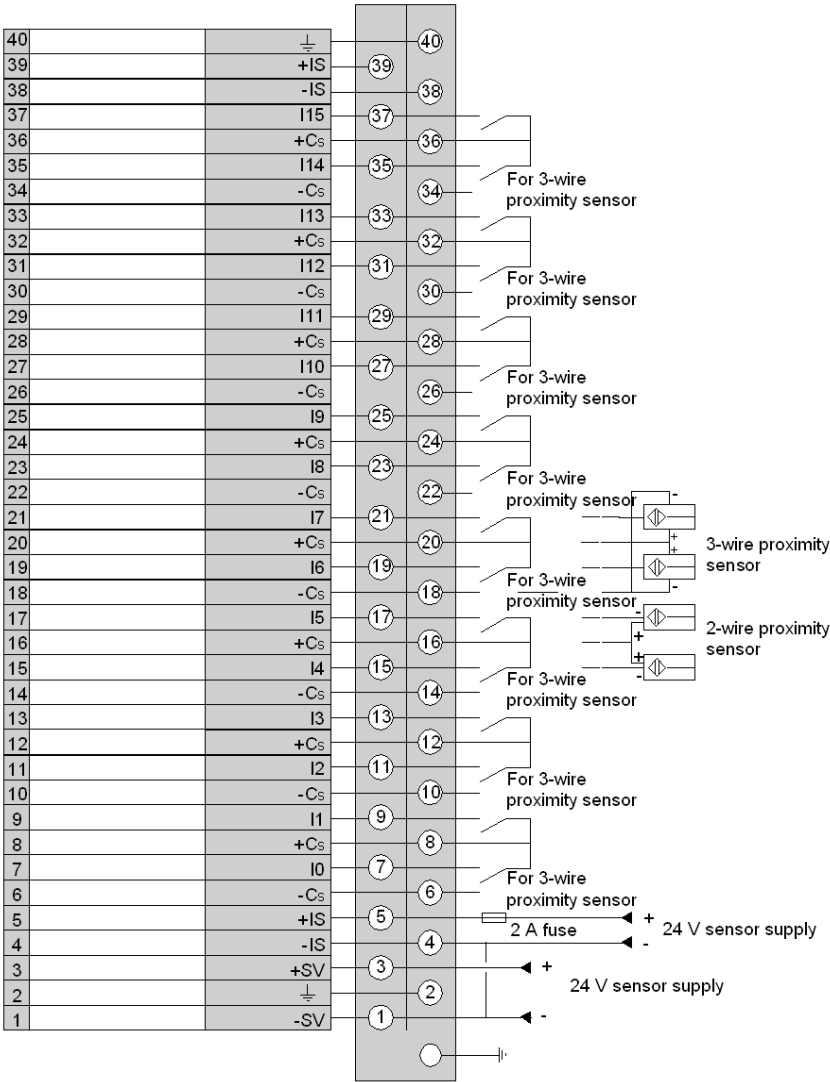 40 ⏚ 40
39 +IS 39
38 -IS 38
37 I15 37
36 +Cs 36
35 I14 35
34 -Cs 34
For 3-wire
proximity sensor
33 I13 33
32 +Cs 32
31 I12 31
30 -Cs 30
For 3-wire
proximity sensor
29 I11 29
28 +Cs 28
27 I10 27
26 -Cs 26
For 3-wire
proximity sensor
25 I9 25
24 +Cs 24
23 I8 23
22 -Cs 22
For 3-wire
proximity sensor
-
21 I7 21
20 +Cs 20
+
+
3-wire proximity
sensor
19 I6 19
18 -Cs 18
For 3-wire
proximity sensor
-
17 I5 17
-
16 +Cs 16
+
2-wire proximity
sensor
15 I4 15
+
-
14 -Cs 14
For 3-wire
proximity sensor
13 I3 13
12 +Cs 12
11 I2 11
10 -Cs 10
For 3-wire
proximity sensor
9 I1 9
8 +Cs 8
7 I0 7
6 -Cs 6
For 3-wire
proximity sensor
5 +IS 5
2 A fuse
+
24 V sensor supply
4 -IS 4
-
3 +SV 3
+
24 V sensor supply
2 ⏚ 2
1 -SV 1
-